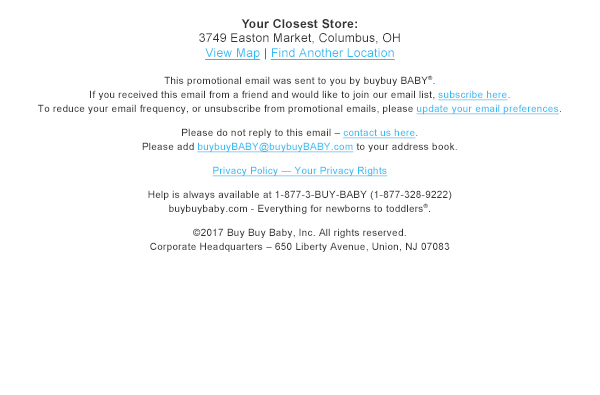 Your Closest Store:
3749 Easton Market, Columbus, OH
View Map | Find Another Location
This promotional email was sent to you by buybuy BABY®.
If you received this email from a friend and would like to join our email list, subscribe here.
To reduce your email frequency, or unsubscribe from promotional emails, please update your email preferences.
Please do not reply to this email – contact us here.
Please add buybuyBABY@buybuyBABY.com to your address book.
Privacy Policy — Your Privacy Rights
Help is always available at 1-877-3-BUY-BABY (1-877-328-9222)
buybuybaby.com - Everything for newborns to toddlers®.
©2017 Buy Buy Baby, Inc. All rights reserved.
Corporate Headquarters – 650 Liberty Avenue, Union, NJ 07083